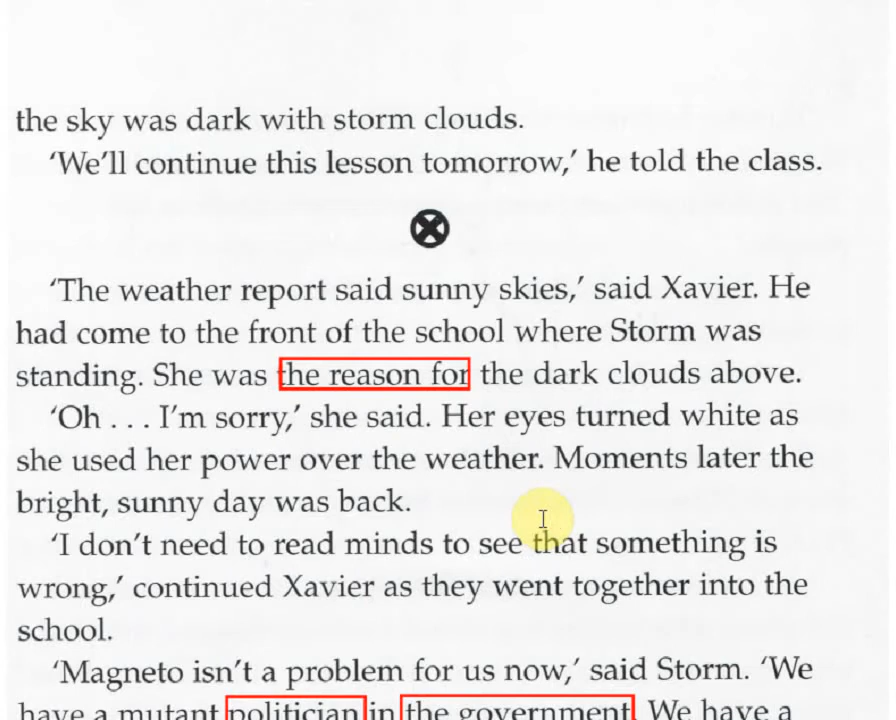 the sky was dark with storm clouds.
‘We’ll continue this lesson tomorrow,’ he told the class.
‘The weather report said sunny skies,’ said Xavier. He
had come to the front of the school where Storm was
standing. She was the reason for the dark clouds above.
‘Oh . . . I’m sorry,’ she said. Her eyes turned white as
she used her power over the weather. Moments later the
bright, sunny day was back.
‘I don’t need to read minds to see that something is
wrong,’ continued Xavier as they went together into the
school.
‘Magneto isn’t a problem for us now,’ said Storm. ‘We
have a mutant politician in the government. We have a